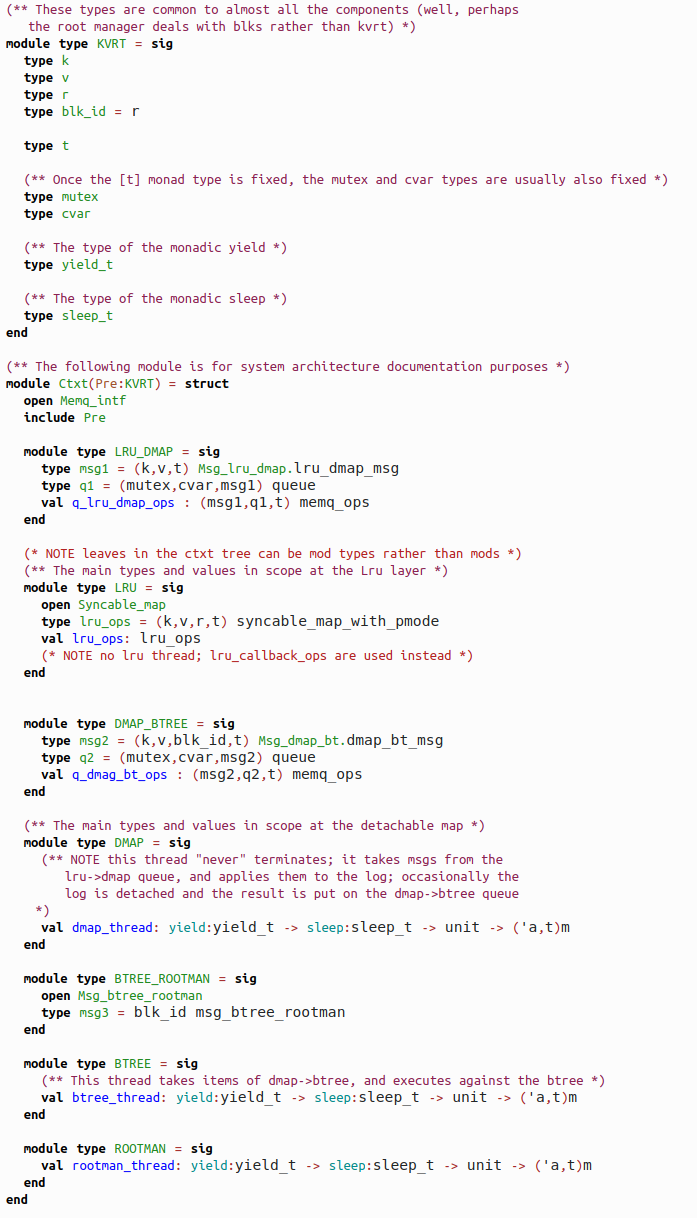 (** These types are common to almost all the components (well, perhaps
the root manager deals with blks rather than kvrt) *)
module type KVRT = sig
type k
type v
type r
type blk_id = r
type t
(** Once the [t] monad type is fixed, the mutex and cvar types are usually also fixed *)
type mutex
type cvar
(** The type of the monadic yield *)
type yield_t
(** The type of the monadic sleep *)
type sleep_t
end
(** The following module is for system architecture documentation purposes *)
module Ctxt(Pre:KVRT) = struct
open Memq_intf
include Pre
module type LRU_DMAP = sig
type msg1 = (k,v,t) Msg_lru_dmap.lru_dmap_msg
type q1 = (mutex,cvar,msg1) queue
val q_lru_dmap_ops : (msg1,q1,t) memq_ops
end
(* NOTE leaves in the ctxt tree can be mod types rather than mods *)
(** The main types and values in scope at the Lru layer *)
module type LRU = sig
open Syncable_map
type lru_ops = (k,v,r,t) syncable_map_with_pmode
val lru_ops: lru_ops
(* NOTE no lru thread; lru_callback_ops are used instead *)
end
module type DMAP_BTREE = sig
type msg2 = (k,v,blk_id,t) Msg_dmap_bt.dmap_bt_msg
type q2 = (mutex,cvar,msg2) queue
val q_dmag_bt_ops : (msg2,q2,t) memq_ops
end
(** The main types and values in scope at the detachable map *)
module type DMAP = sig
(** NOTE this thread "never" terminates; it takes msgs from the
lru->dmap queue, and applies them to the log; occasionally the
log is detached and the result is put on the dmap->btree queue
*)
val dmap_thread: yield:yield_t -> sleep:sleep_t -> unit -> ('a,t)m
end
module type BTREE_ROOTMAN = sig
open Msg_btree_rootman
type msg3 = blk_id msg_btree_rootman
end
module type BTREE = sig
(** This thread takes items of dmap->btree, and executes against the btree *)
val btree_thread: yield:yield_t -> sleep:sleep_t -> unit -> ('a,t)m
end
module type ROOTMAN = sig
val rootman_thread: yield:yield_t -> sleep:sleep_t -> unit -> ('a,t)m
end
end